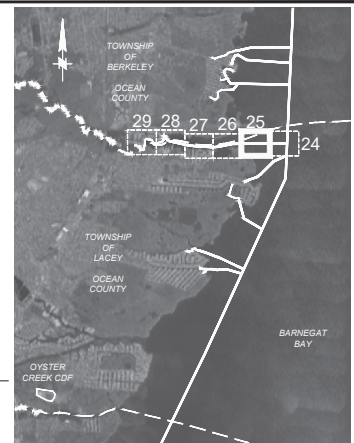 TOWNSHIP
OF
BERKELEY
OCEAN
COUNTY
29
28
27
26
25
24
TOWNSHIP
OF
LACEY
OCEAN
COUNTY
BARNEGAT
BAY
OYSTER
CREEK CDF